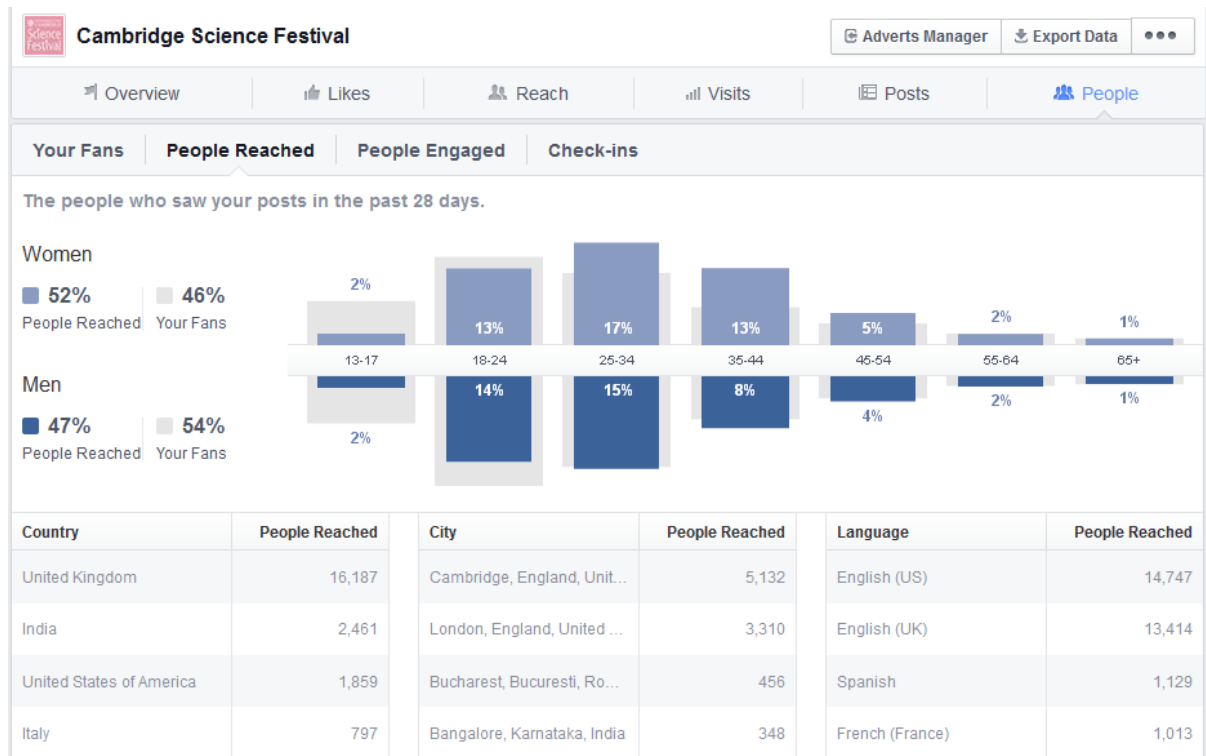 Science
Festival
Cambridge Science Festival
Adverts Manager
Export Data
Overview
Likes
Reach
Visits
Posts
People
Your Fans
People Reached
People Engaged
Check-ins
The people who saw your posts in the past 28 days.
Women
52%
People Reached
46%
Your Fans
2%
13%
17%
13%
5%
2%
1%
13-17
18-24
25-34
35-44
45-54
55-64
65+
Men
47%
People Reached
54%
Your Fans
2%
14%
15%
8%
4%
2%
1%
Country People Reached
United Kingdom 16,187
India 2,461
United States of America 1,859
Italy 797
City People Reached
Cambridge, England, Unit... 5,132
London, England, United ... 3,310
Bucharest, Bucuresti, Ro... 456
Bangalore, Karnataka, India 348
Language People Reached
English (US) 14,747
English (UK) 13,414
Spanish 1,129
French (France) 1,013